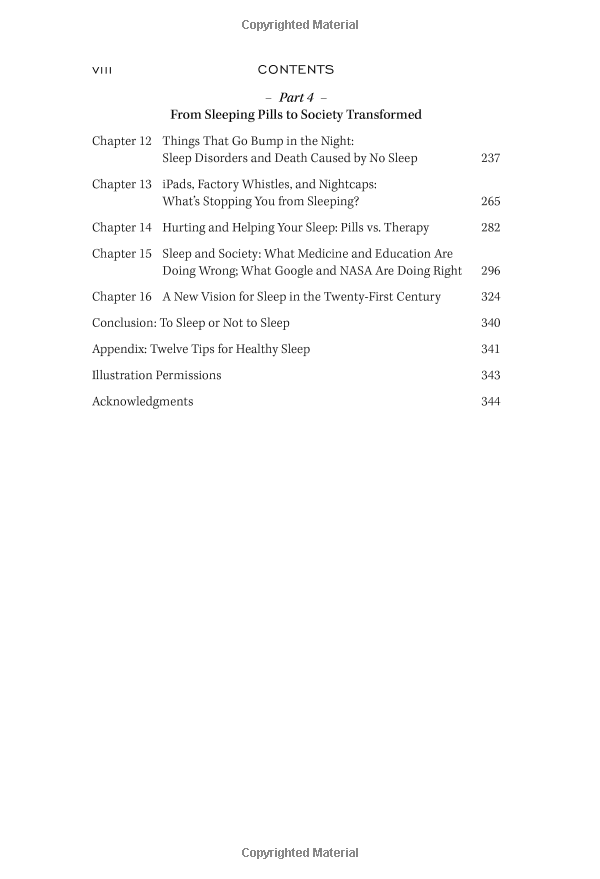 Copyrighted Material
VIII CONTENTS
– Part 4 –
From Sleeping Pills to Society Transformed
Chapter 12 Things That Go Bump in the Night:
Sleep Disorders and Death Caused by No Sleep 237
Chapter 13 iPads, Factory Whistles, and Nightcaps:
What's Stopping You from Sleeping? 265
Chapter 14 Hurting and Helping Your Sleep: Pills vs. Therapy 282
Chapter 15 Sleep and Society: What Medicine and Education Are
Doing Wrong; What Google and NASA Are Doing Right 296
Chapter 16 A New Vision for Sleep in the Twenty-First Century 324
Conclusion: To Sleep or Not to Sleep 340
Appendix: Twelve Tips for Healthy Sleep 341
Illustration Permissions 343
Acknowledgments 344
Copyrighted Material